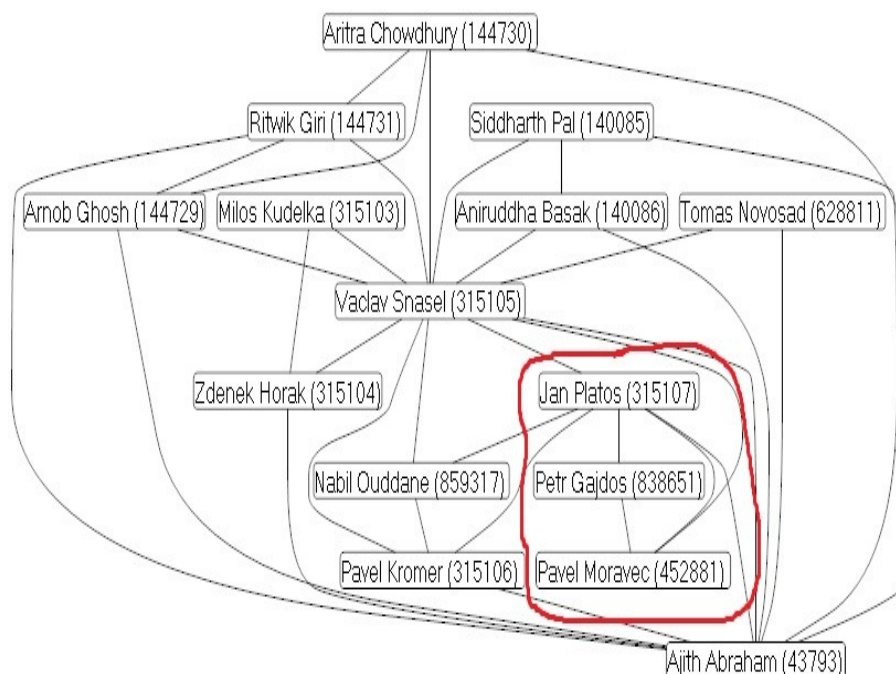 Aritra Chowdhury (144730)
Ritwik Giri (144731)
Siddharth Pal (140085)
Arnob Ghosh (144729)
Milos Kudelka (315103)
Aniruddha Basak (140086)
Tomas Novosad (628811)
Vaclav Snasel (315105)
Zdenek Horak (315104)
Jan Platos (315107)
Nabil Ouddane (859317)
Petr Gajdos (838651)
Pavel Kromer (315106)
Pavel Moravec (452881)
Ajith Abraham (43793)